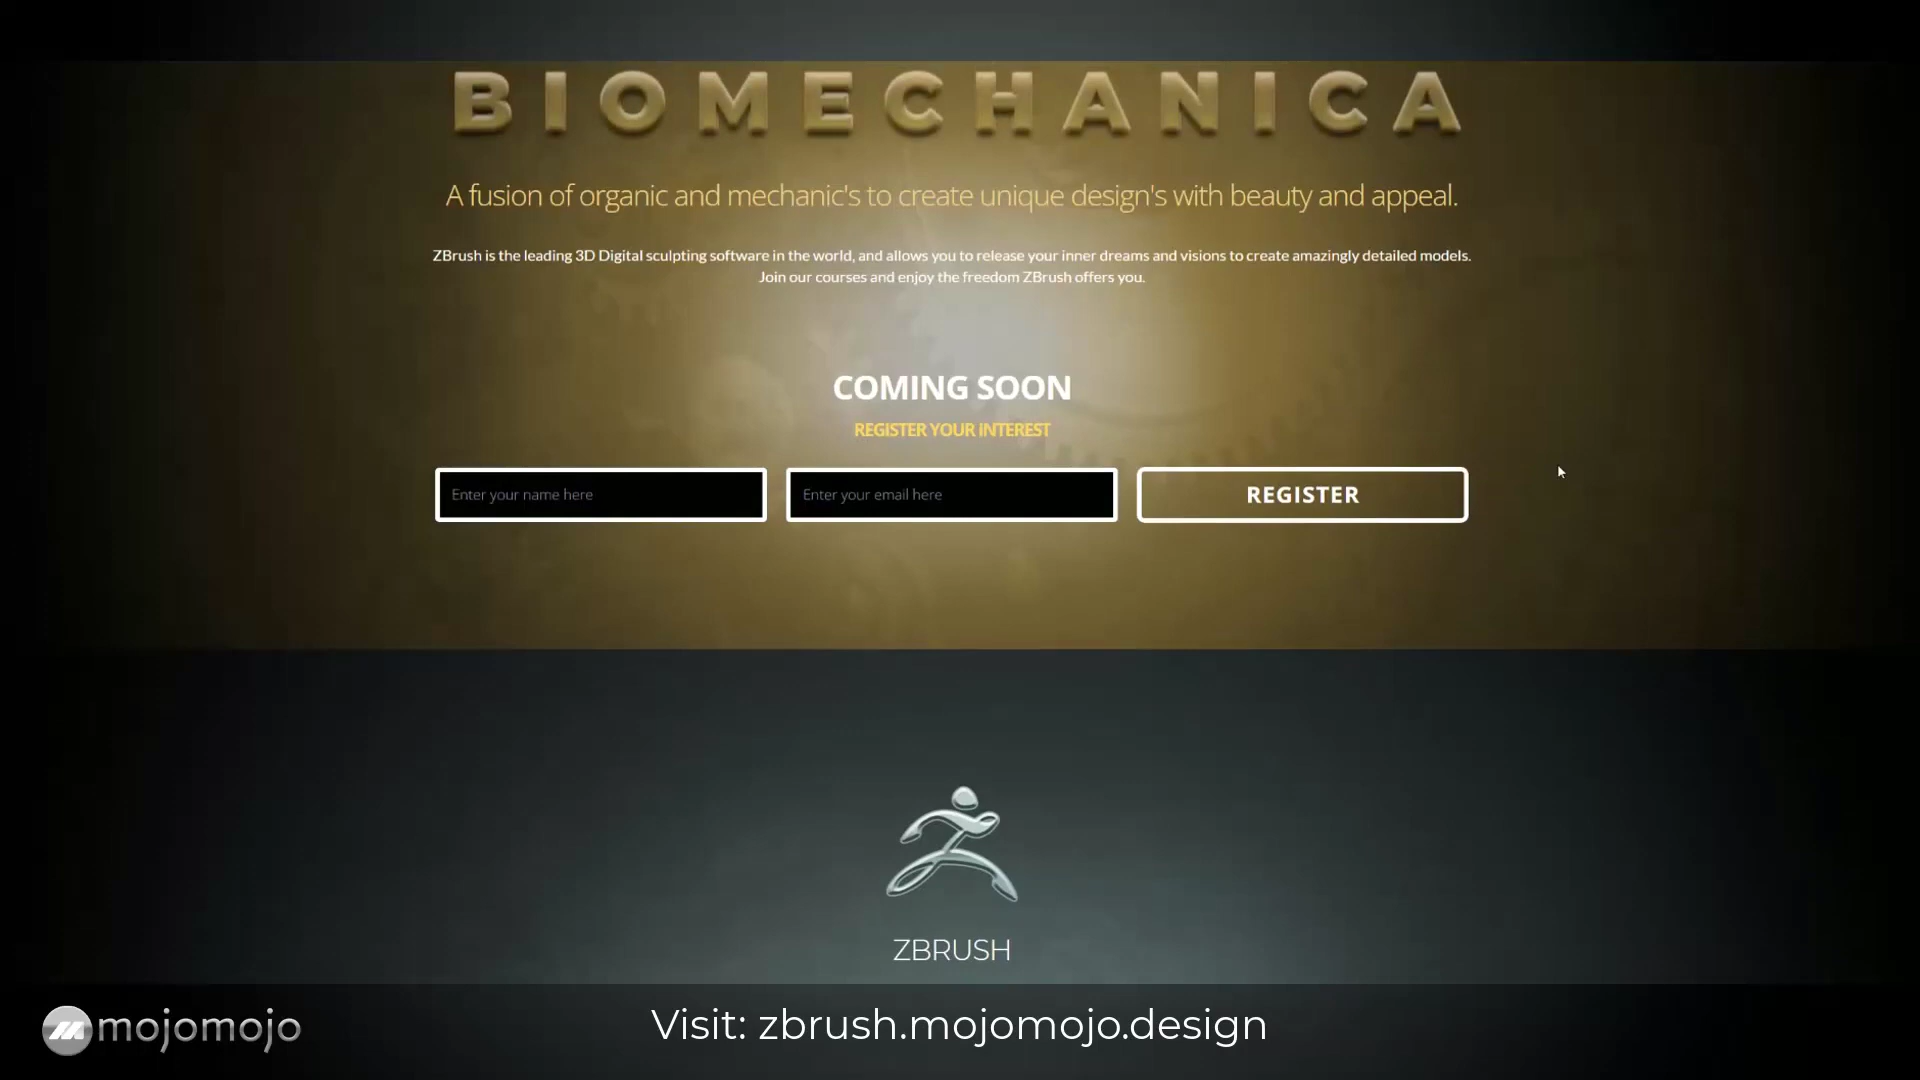 BIOMECHANICA
A fusion of organic and mechanic's to create unique design's with beauty and appeal.
ZBrush is the leading 3D Digital sculpting software in the world, and allows you to release your inner dreams and visions to create amazingly detailed models.
Join our courses and enjoy the freedom ZBrush offers you.
COMING SOON
REGISTER YOUR INTEREST
Enter your name here
Enter your email here
REGISTER
ZBRUSH
mojomojo
Visit: zbrush.mojomojo.design